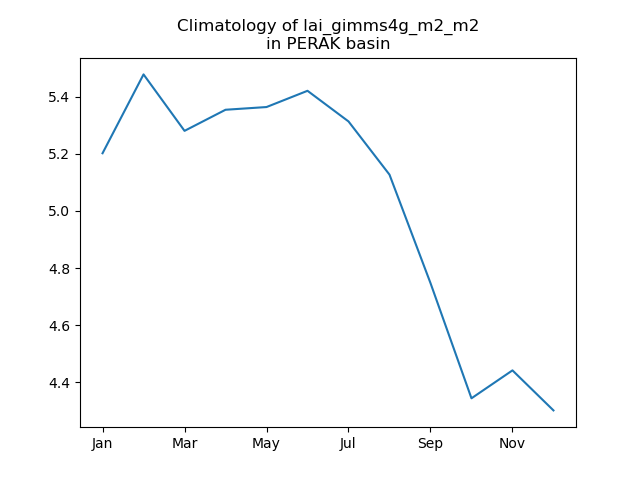 Climatology of lai_gimms4g_m2_m2
in PERAK basin
5.4
5.2
5.0
4.8
4.6
4.4
Jan Mar May Jul Sep Nov